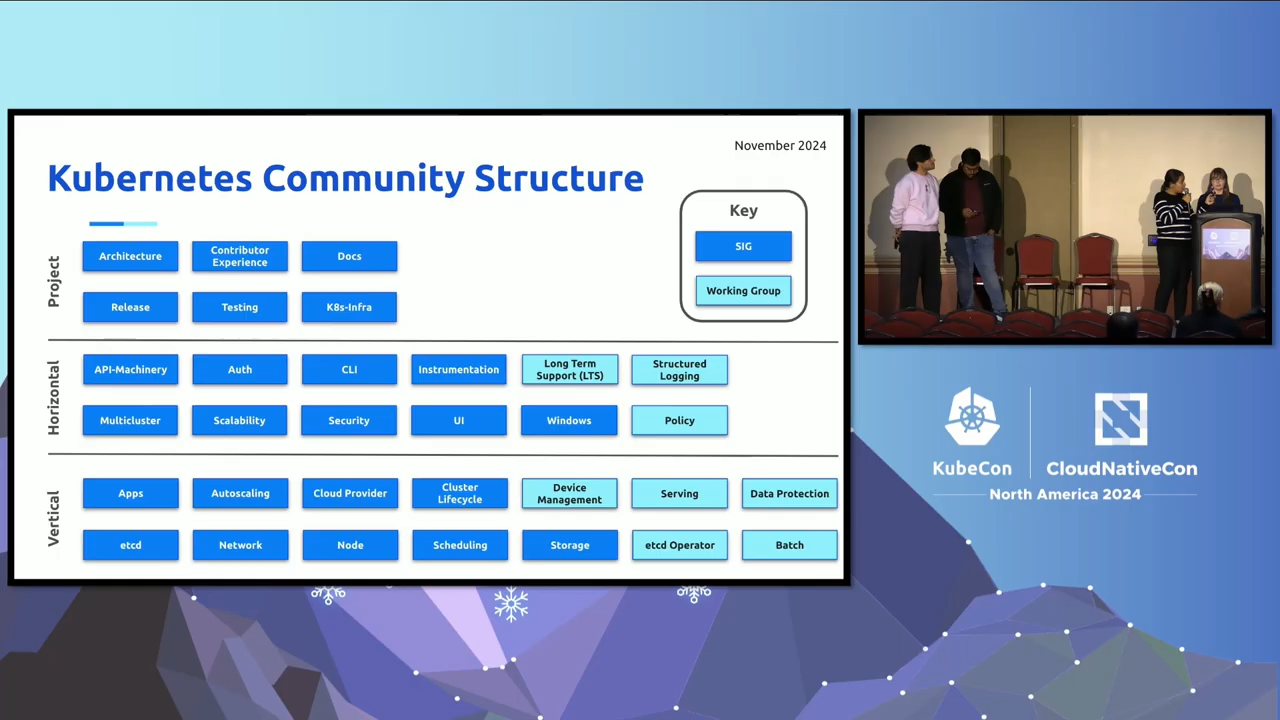 November 2024
Kubernetes Community Structure
Key
SIG
Working Group
Project
Architecture
Contributor
Experience
Docs
Release
Testing
K8s-Infra
Horizontal
API-Machinery
Auth
CLI
Instrumentation
Long Term
Support (LTS)
Structured
Logging
Multicluster
Scalability
Security
UI
Windows
Policy
Vertical
Apps
Autoscaling
Cloud Provider
Cluster
Lifecycle
Device
Management
Serving
Data Protection
etcd
Network
Node
Scheduling
Storage
etcd Operator
Batch
KubeCon
CloudNativeCon
North America 2024